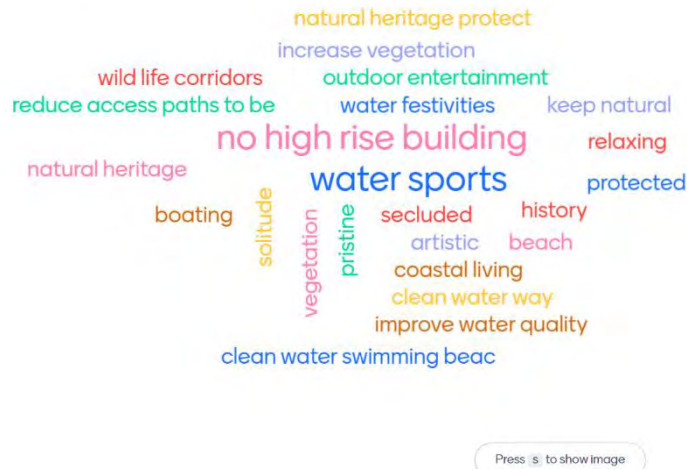 natural heritage protect
increase vegetation
wild life corridors
outdoor entertainment
reduce access paths to be
water festivities
keep natural
no high rise building
relaxing
natural heritage
water sports
protected
boating
solitude
vegetation
pristine
secluded
history
artistic
beach
coastal living
clean water way
improve water quality
clean water swimming beac
Press s to show image